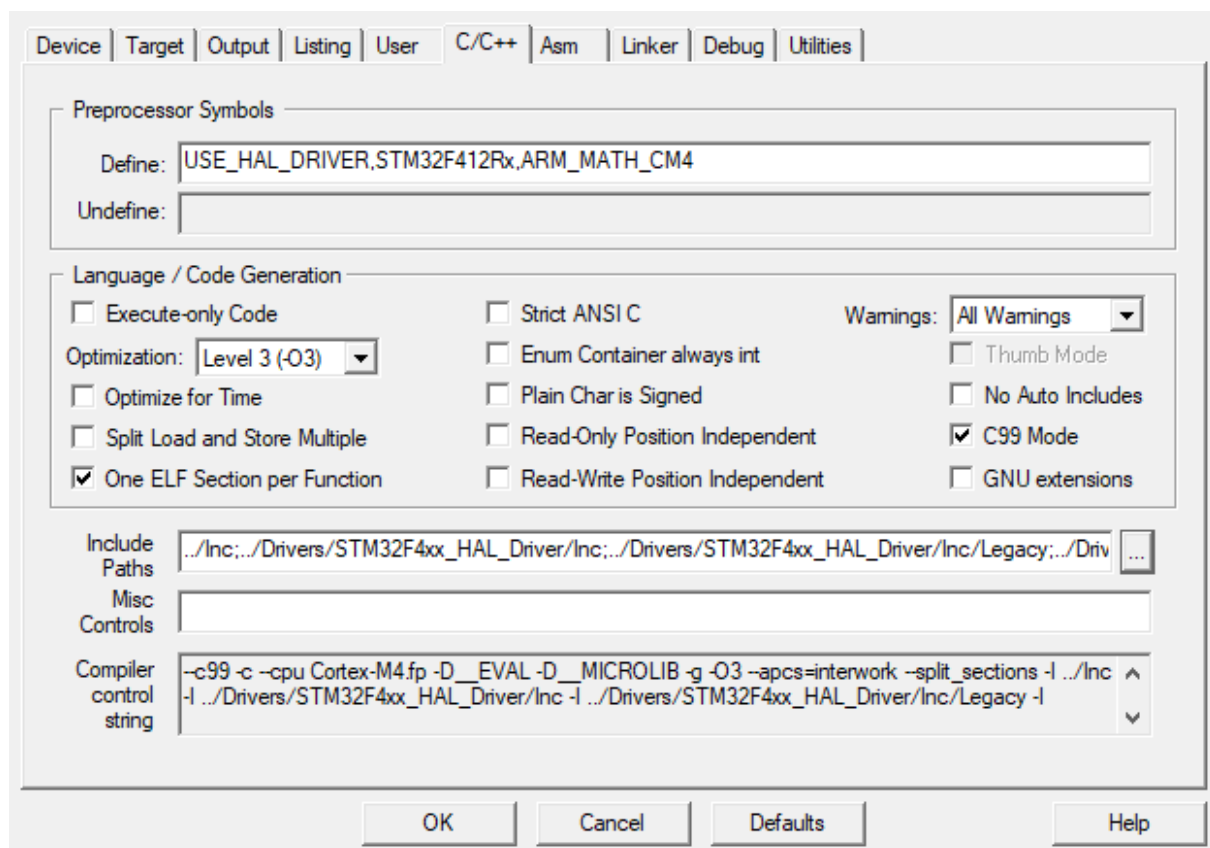 Device Target Output Listing User C/C++ Asm Linker Debug Utilities
Preprocessor Symbols
Define: USE_HAL_DRIVER,STM32F412Rx,ARM_MATH_CM4
Undefine:
Language / Code Generation
Execute-only Code Strict ANSI C Warnings: All Warnings
Optimization: Level 3 (-O3) Enum Container always int Thumb Mode
Optimize for Time Plain Char is Signed No Auto Includes
Split Load and Store Multiple Read-Only Position Independent C99 Mode
One ELF Section per Function Read-Write Position Independent GNU extensions
Include
Paths
../Inc;../Drivers/STM32F4xx_HAL_Driver/Inc;../Drivers/STM32F4xx_HAL_Driver/Inc/Legacy;../Driv ...
Misc
Controls
Compiler
control
string
--c99 -c --cpu Cortex-M4.fp -D__EVAL -D__MICROLIB -g -O3 --apcs=interwork --split_sections -I ../Inc
-I ../Drivers/STM32F4xx_HAL_Driver/Inc -I ../Drivers/STM32F4xx_HAL_Driver/Inc/Legacy -I
OK Cancel Defaults Help